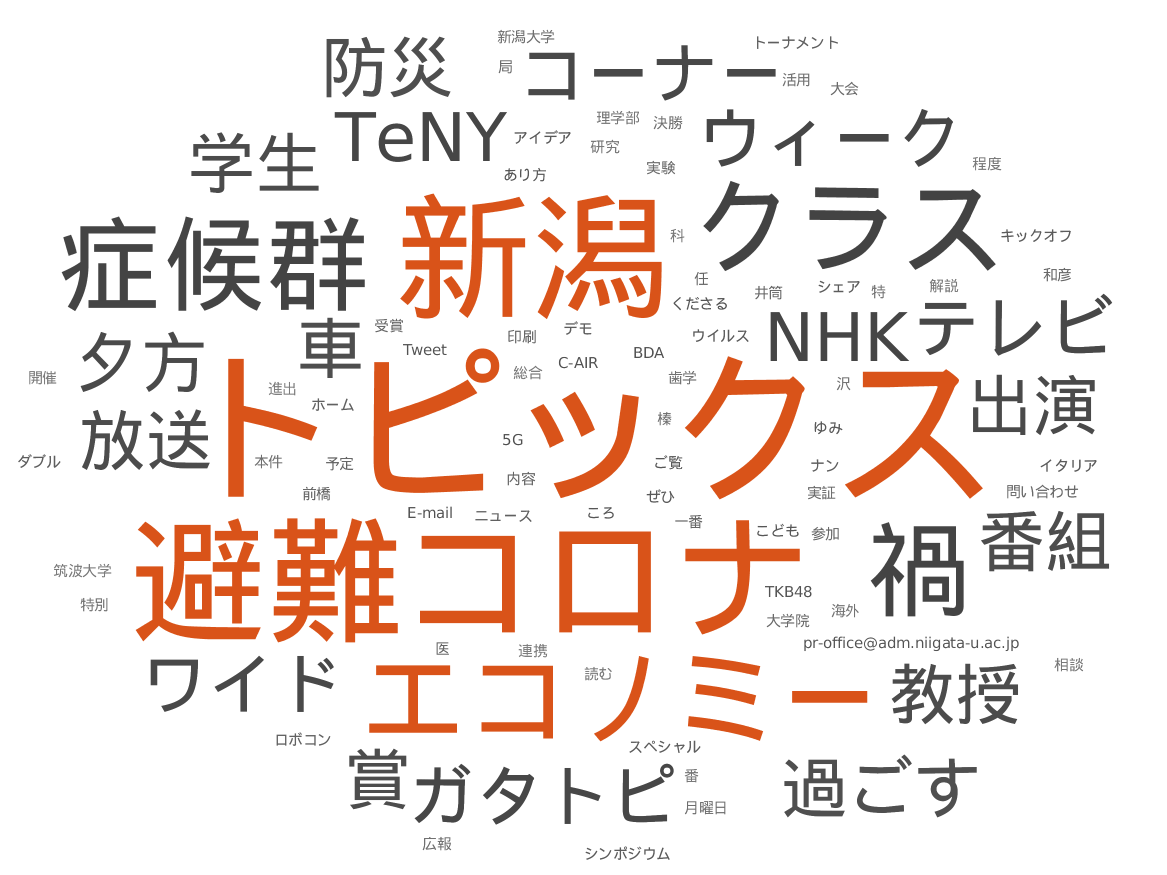 新潟大学
トーナメント
防災
局
コーナー
活用
大会
TeNY
アイデア
理学部
決勝
ウィーク
学生
研究
あり方
実験
程度
症候群
新潟
科
クラス
キックオフ
任
井筒
シェア
特
解説
和彦
くださる
夕方
車
受賞
印刷
デモ
ウイルス
NHK
テレビ
Tweet
総合
C-AIR
BDA
歯学
沢
開催
進出
ホーム
トピックス
出演
放送
5G
榛
ゆみ
ダブル
本件
予定
ご覧
ナン
イタリア
前橋
内容
ぜひ
実証
問い合わせ
E-mail
ニュース
ころ
一番
こども
参加
避難
コロナ
禍
番組
筑波大学
特別
TKB48
大学院
海外
pr-office@adm.niigata-u.ac.jp
医
連携
読む
相談
ワイド
エコノミー
教授
ロボコン
スペシャル
賞
ガタトピ
番
過ごす
月曜日
広報
シンポジウム